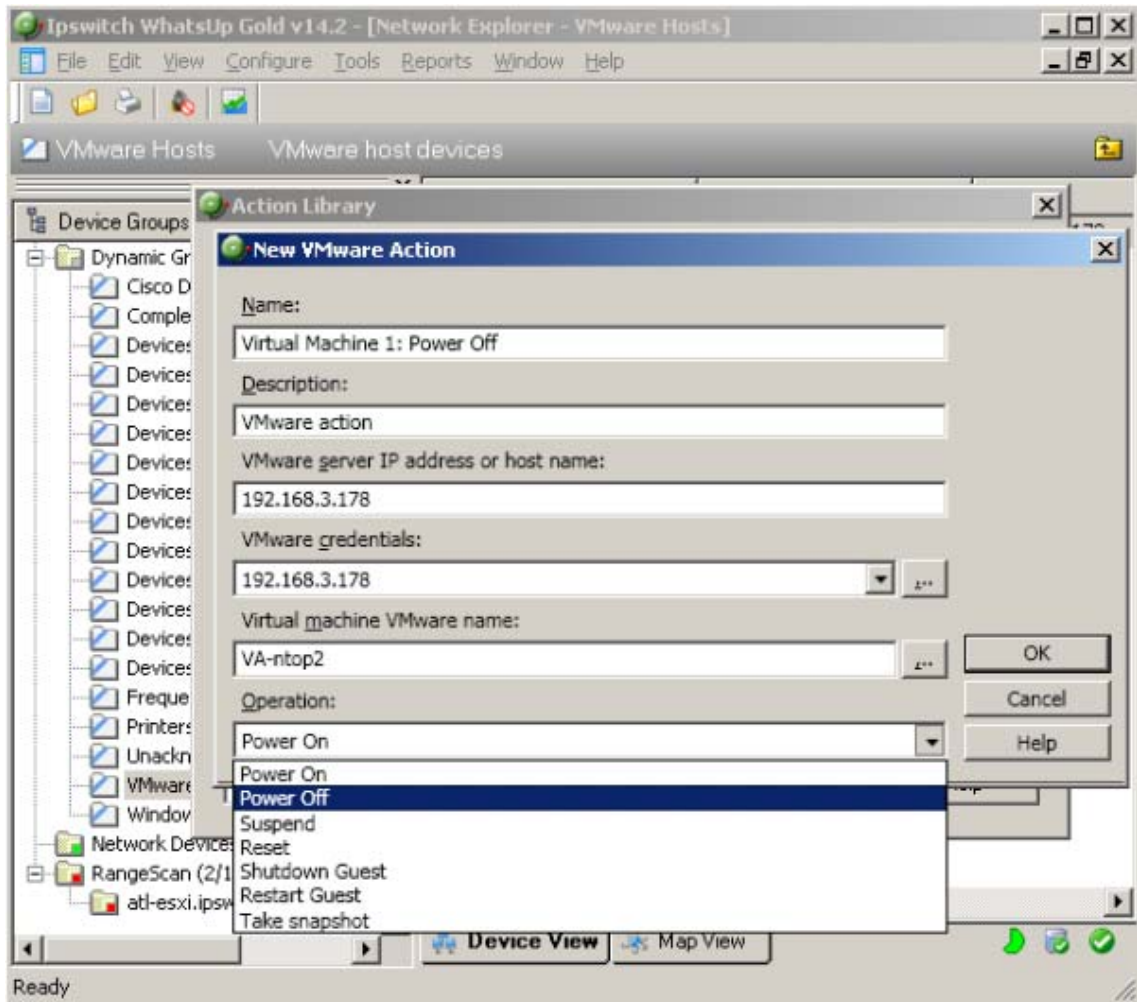 Ipswitch WhatsUp Gold v14.2 - [Network Explorer - VMware Hosts]
File Edit View Configure Tools Reports Window Help
VMware Hosts VMware host devices
Action Library
Device Groups
New VMware Action
Dynamic Gr
Cisco D
Comple
Devices
Devices
Devices
Devices
Devices
Devices
Devices
Devices
Devices
Devices
Devices
Devices
Freque
Printers
Unackn
VMware
Window
Network Devices
RangeScan (2/1
atl-esxi.ipsw
Name:
Virtual Machine 1: Power Off
Description:
VMware action
VMware server IP address or host name:
192.168.3.178
VMware credentials:
192.168.3.178
...
Virtual machine VMware name:
VA-ntop2
...
Operation:
Power On
OK
Cancel
Help
Power On
Power Off
Suspend
Reset
Shutdown Guest
Restart Guest
Take snapshot
Device View Map View
Ready